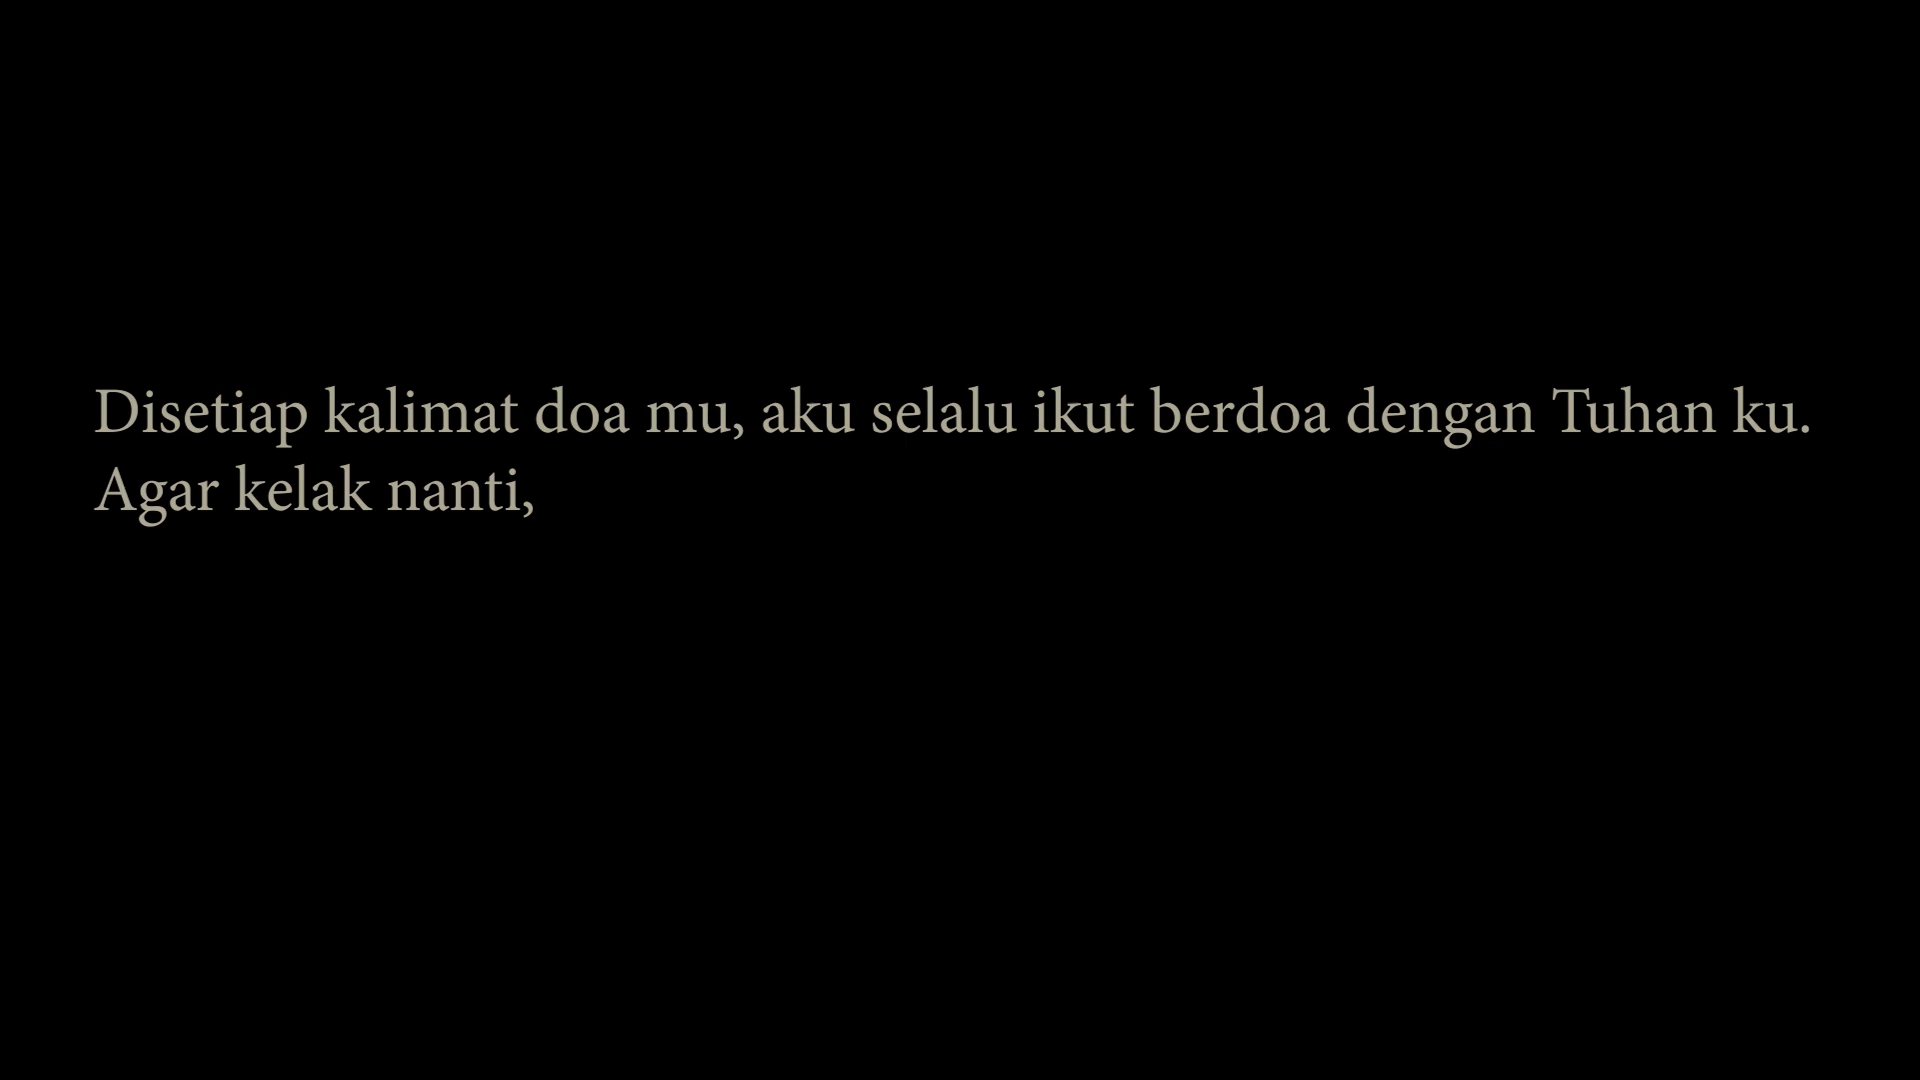 Disetiap kalimat doa mu, aku selalu ikut berdoa dengan Tuhan ku.
Agar kelak nanti,